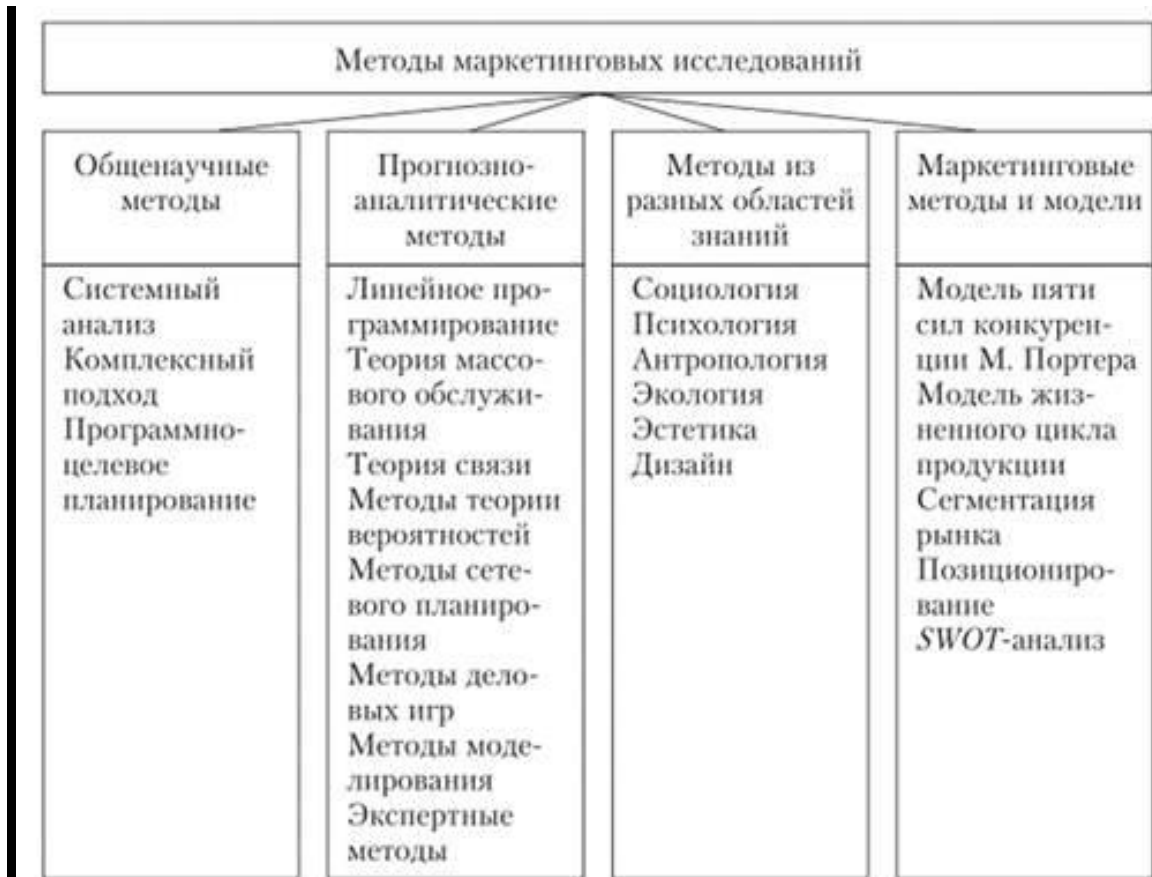 Методы маркетинговых исследований
Общенаучные
методы
Системный
анализ
Комплексный
подход
Программно-
целевое
планирование
Прогнозно-
аналитические
методы
Линейное про-
граммирование
Теория массо-
вого обслужи-
вания
Теория связи
Методы теории
вероятностей
Методы сете-
вого планиро-
вания
Методы дело-
вых игр
Методы моде-
лирования
Экспертные
методы
Методы из
разных областей
знаний
Социология
Психология
Антропология
Экология
Эстетика
Дизайн
Маркетинговые
методы и модели
Модель пяти
сил конкурен-
ции М. Портера
Модель жиз-
ненного цикла
продукции
Сегментация
рынка
Позициониро-
вание
SWOT-анализ